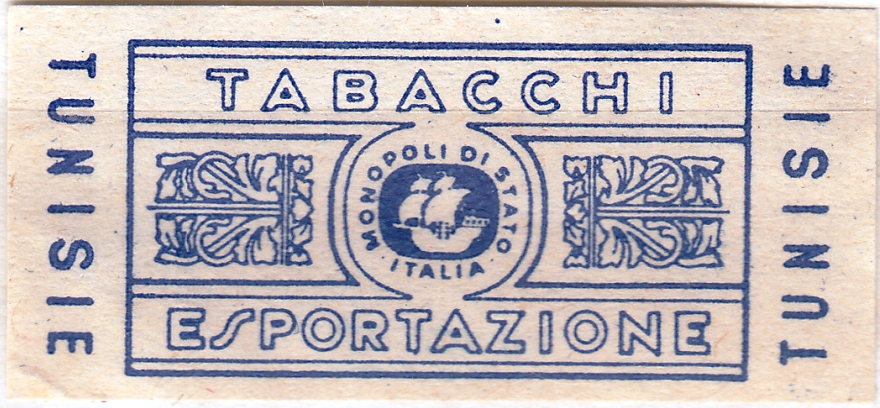 TUNISIE
TABACCHI
MONOPOLI DI STATO
· ITALIA ·
ESPORTAZIONE
TUNISIE